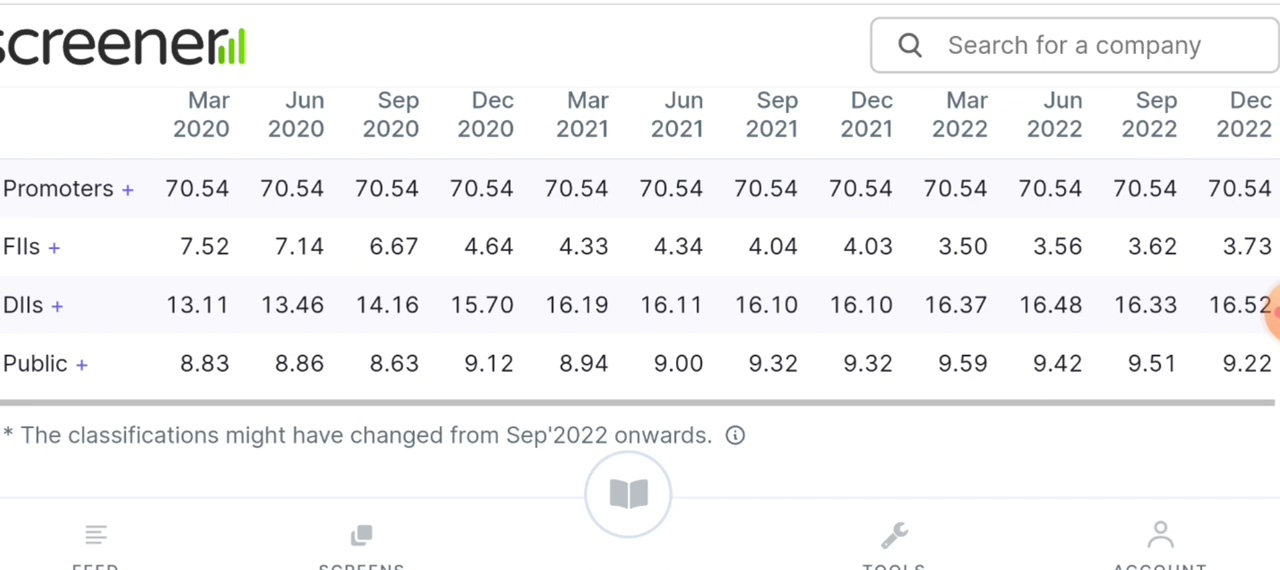 screener
Search for a company
Mar Jun Sep Dec Mar Jun Sep Dec Mar Jun Sep Dec
2020 2020 2020 2020 2021 2021 2021 2021 2022 2022 2022 2022
Promoters + 70.54 70.54 70.54 70.54 70.54 70.54 70.54 70.54 70.54 70.54 70.54 70.54
FIIs + 7.52 7.14 6.67 4.64 4.33 4.34 4.04 4.03 3.50 3.56 3.62 3.73
DIIs + 13.11 13.46 14.16 15.70 16.19 16.11 16.10 16.10 16.37 16.48 16.33 16.52
Public + 8.83 8.86 8.63 9.12 8.94 9.00 9.32 9.32 9.59 9.42 9.51 9.22
* The classifications might have changed from Sep'2022 onwards.
FEED SCREENS TOOLS ACCOUNT